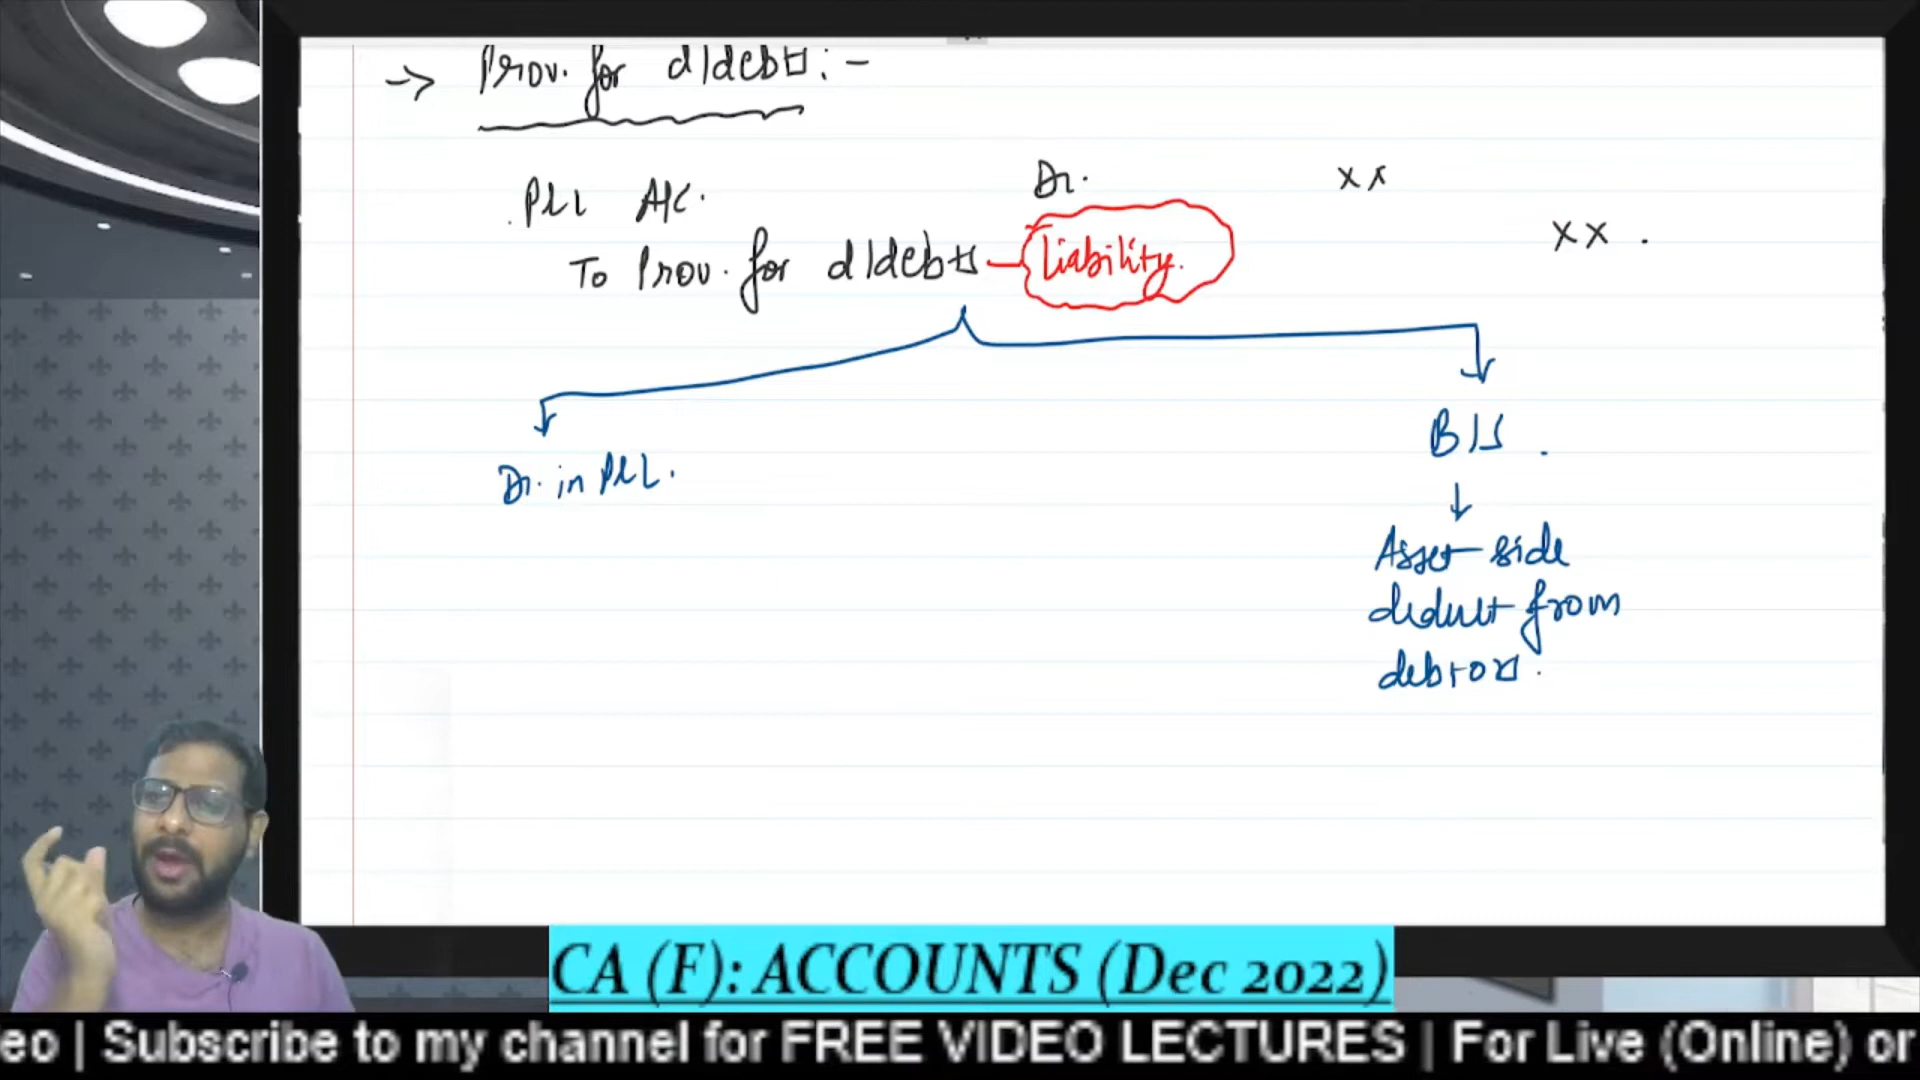 -> Prov. for d/debts :-
P&L A/C. Dr. xx
To Prov. for d/debts - liability. xx.
Dr. in P&L.
B/S.
Asset side
deduct from
debtors.
CA (F): ACCOUNTS (Dec 2022)
eo | Subscribe to my channel for FREE VIDEO LECTURES | For Live (Online) or